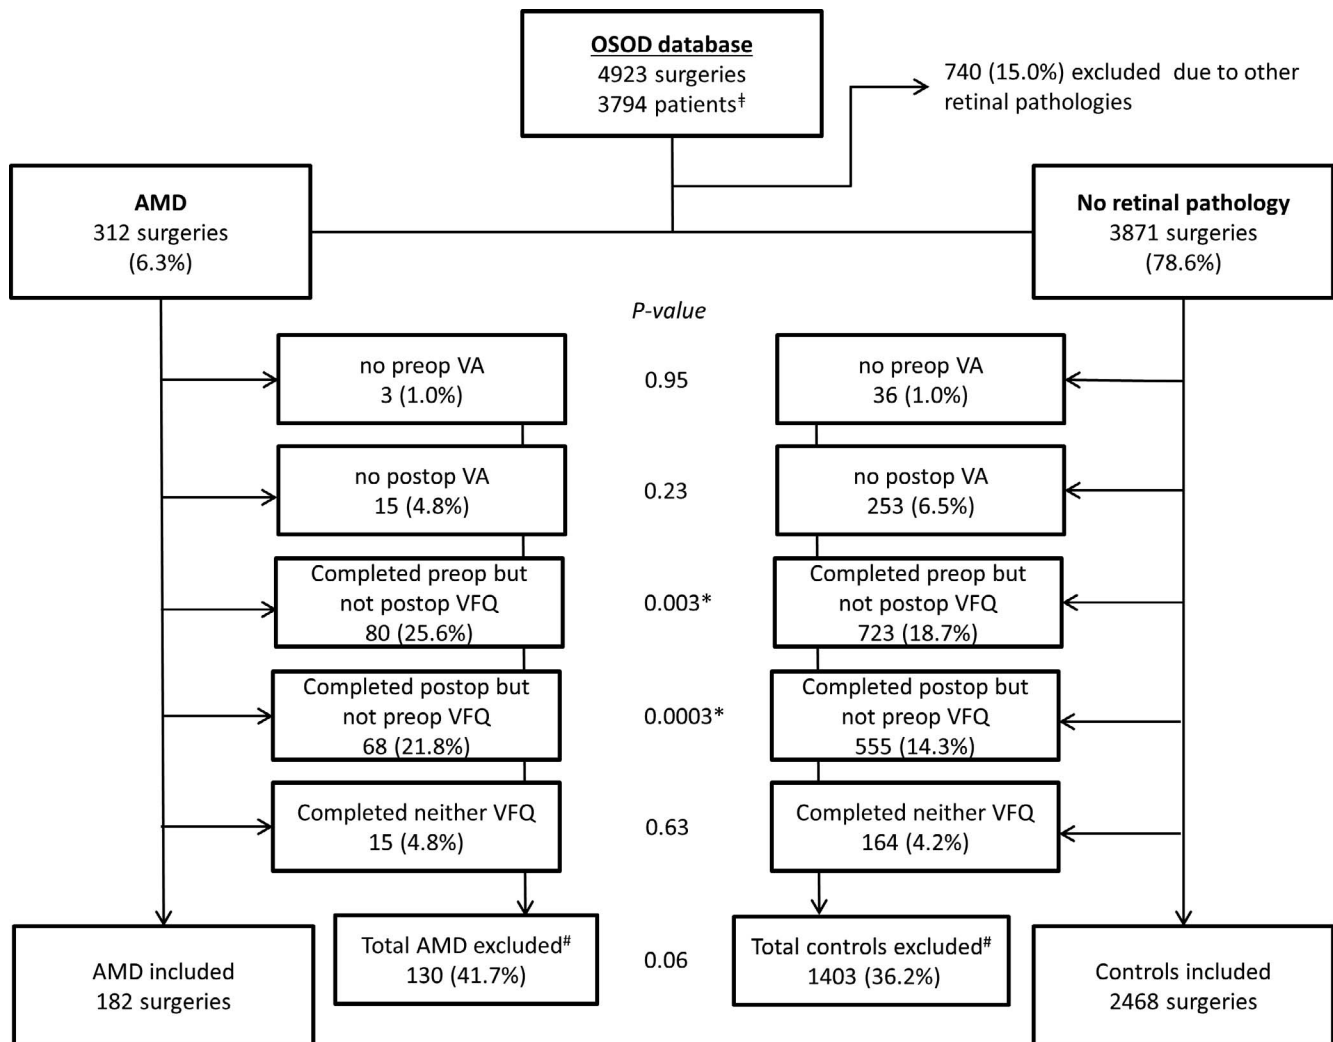 OSOD database
4923 surgeries
3794 patients‡
740 (15.0%) excluded due to other
retinal pathologies
AMD
312 surgeries
(6.3%)
No retinal pathology
3871 surgeries
(78.6%)
P-value
no preop VA
3 (1.0%)
0.95
no preop VA
36 (1.0%)
no postop VA
15 (4.8%)
0.23
no postop VA
253 (6.5%)
Completed preop but
not postop VFQ
80 (25.6%)
0.003*
Completed preop but
not postop VFQ
723 (18.7%)
Completed postop but
not preop VFQ
68 (21.8%)
0.0003*
Completed postop but
not preop VFQ
555 (14.3%)
Completed neither VFQ
15 (4.8%)
0.63
Completed neither VFQ
164 (4.2%)
AMD included
182 surgeries
Total AMD excluded#
130 (41.7%)
0.06
Total controls excluded#
1403 (36.2%)
Controls included
2468 surgeries